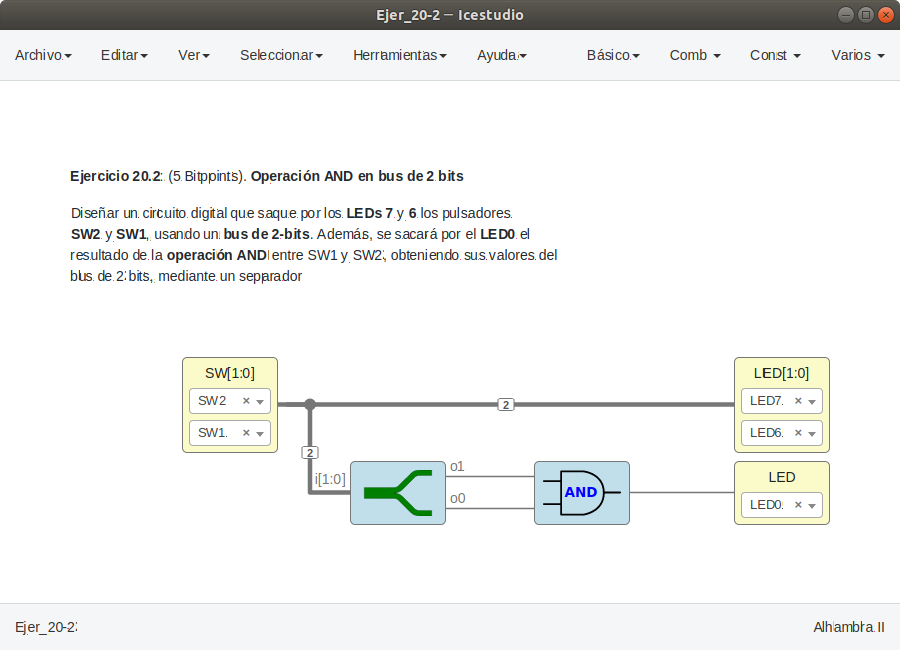 Ejer_20-2 – Icestudio
Archivo Editar Ver Seleccionar Herramientas Ayuda Básico Comb Const Varios
Ejercicio 20.2: (5 Bitppints). Operación AND en bus de 2 bits
Diseñar un circuito digital que saque por los LEDs 7 y 6 los pulsadores
SW2 y SW1, usando un bus de 2-bits. Además, se sacará por el LED0 el
resultado de la operación AND entre SW1 y SW2, obteniendo sus valores del
bus de 2 bits, mediante un separador
SW[1:0]
SW2 ×
SW1 ×
2
2
i[1:0]
o1
o0
AND
LED[1:0]
LED7 ×
LED6 ×
LED
LED0 ×
Ejer_20-2
Alhambra II